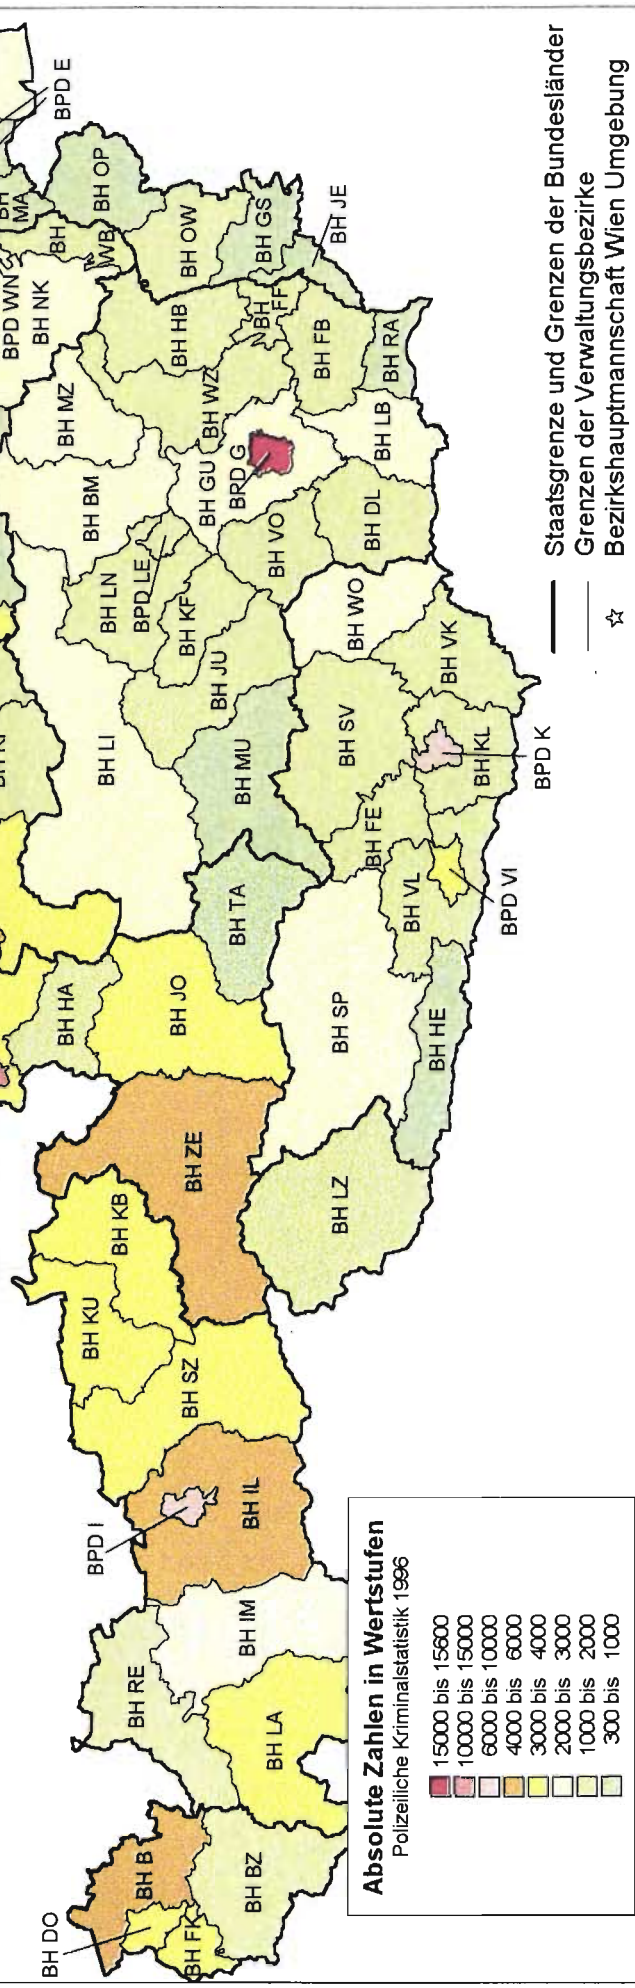 BPD E
BH
MA
BH OP
BH
WB
BPD WN
BH NK
BH OW
BH GS
BH JE
BH HB
BH
FF
BH FB
BH RA
BH MZ
BH WZ
BH BM
BH GU
BRD G
BH LB
BH LN
BPD LE
BH KF
BH VO
BH DL
BH LI
BH JU
BH MU
BH WO
BH VK
BH SV
BH KL
BPD K
BH FE
BH VL
BPD VI
BH TA
BH HA
BH JO
BH SP
BH HE
BH ZE
BH LZ
BH KB
BH KU
BH SZ
BPD I
BH IL
BH IM
BH RE
BH LA
BH DO
BH B
BH FK
BH BZ
Absolute Zahlen in Wertstufen
Polizeiliche Kriminalstatistik 1996
15000 bis 15600
10000 bis 15000
6000 bis 10000
4000 bis 6000
3000 bis 4000
2000 bis 3000
1000 bis 2000
300 bis 1000
Staatsgrenze und Grenzen der Bundesländer
Grenzen der Verwaltungsbezirke
Bezirkshauptmannschaft Wien Umgebung